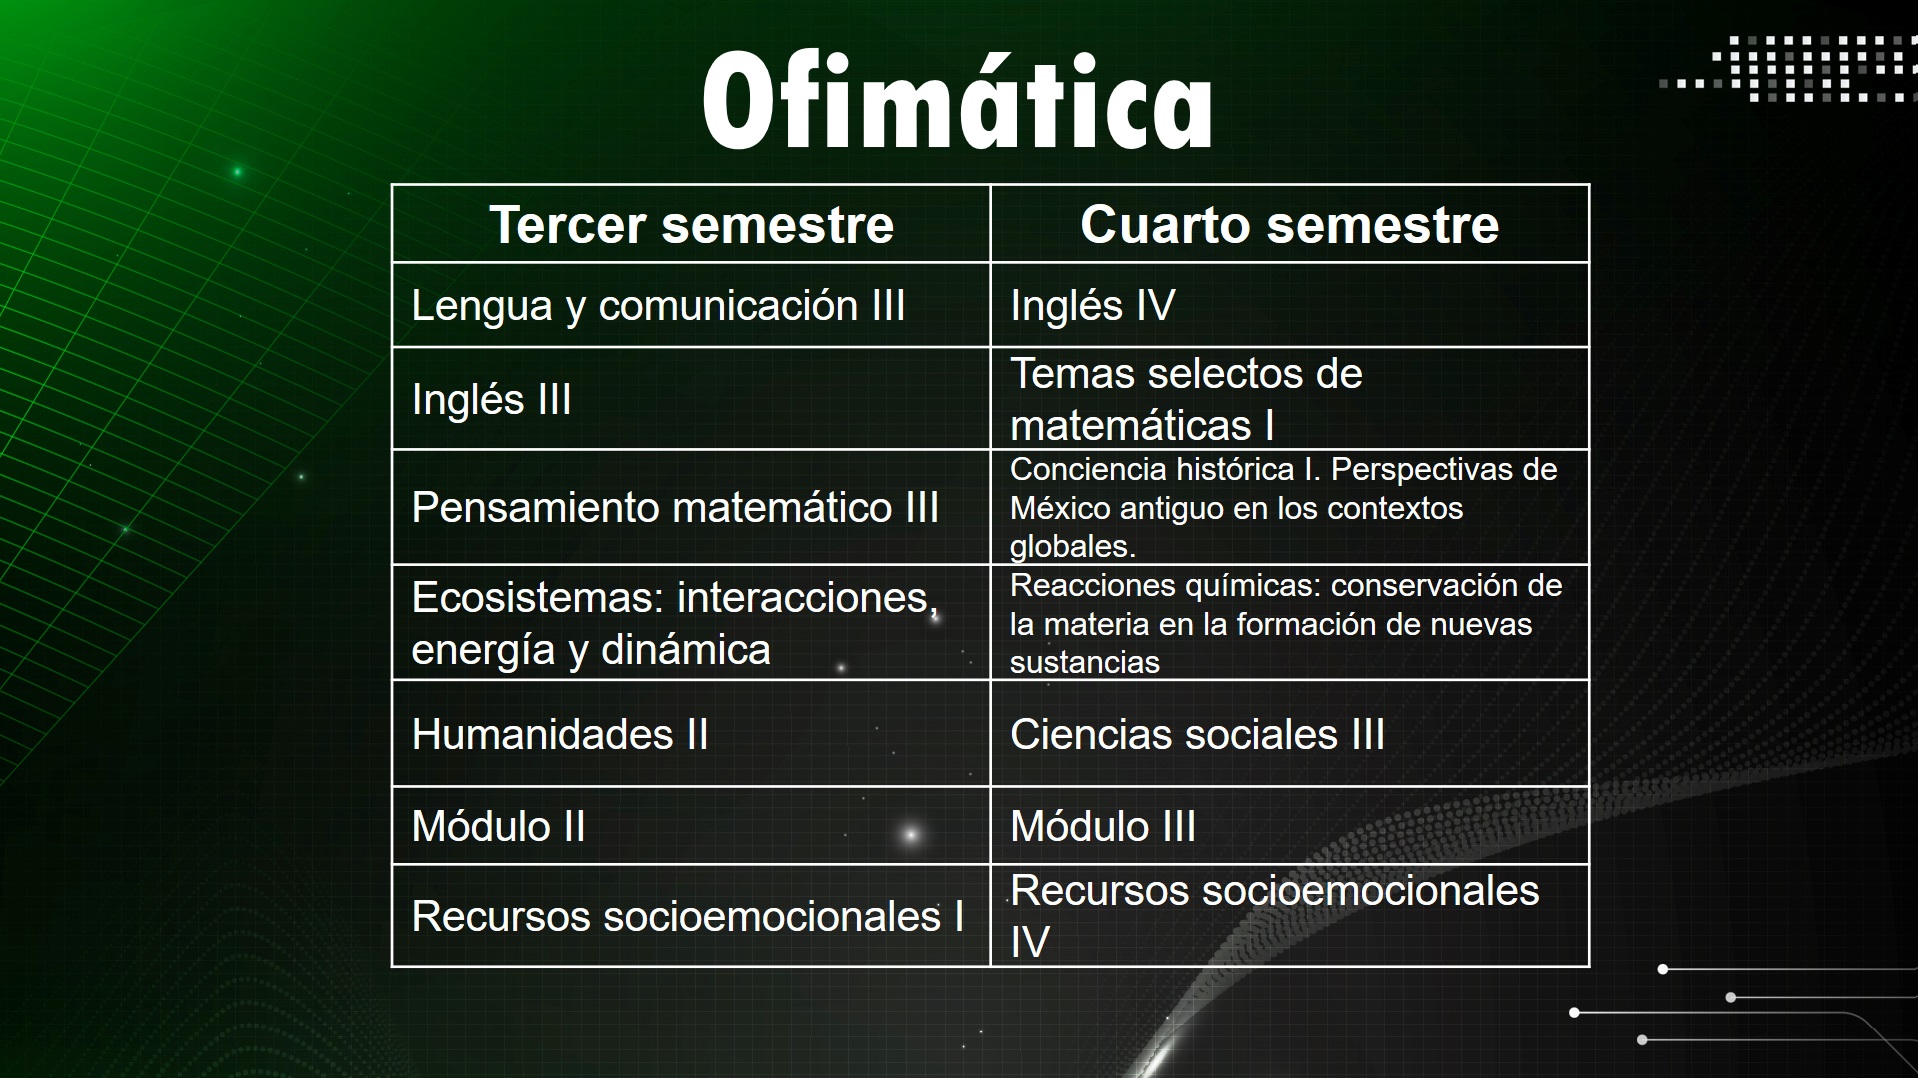 Ofimática
Tercer semestre
Cuarto semestre
Lengua y comunicación III
Inglés IV
Inglés III
Temas selectos de
matemáticas I
Pensamiento matemático III
Conciencia histórica I. Perspectivas de
México antiguo en los contextos
globales.
Ecosistemas: interacciones,
energía y dinámica
Reacciones químicas: conservación de
la materia en la formación de nuevas
sustancias
Humanidades II
Ciencias sociales III
Módulo II
Módulo III
Recursos socioemocionales I
Recursos socioemocionales
IV